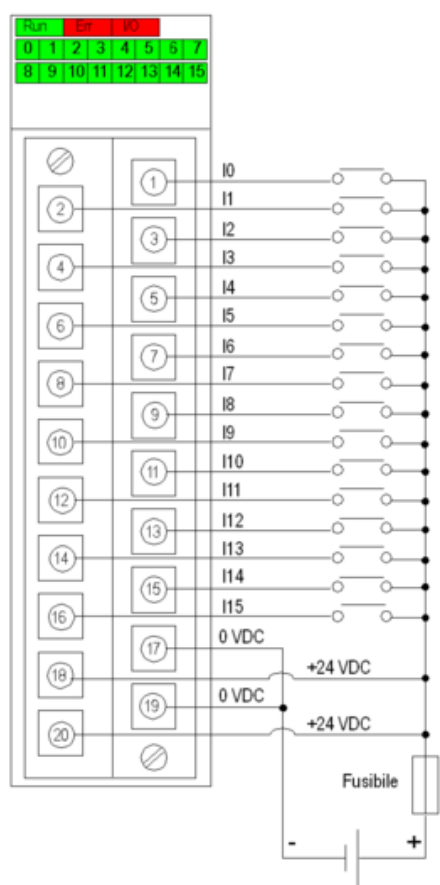 Run Err I/O
0 1 2 3 4 5 6 7
8 9 10 11 12 13 14 15
1 I0
2 I1
3 I2
4 I3
5 I4
6 I5
7 I6
8 I7
9 I8
10 I9
11 I10
12 I11
13 I12
14 I13
15 I14
16 I15
17 0 VDC
18 +24 VDC
19 0 VDC
20 +24 VDC
Fusibile
- +